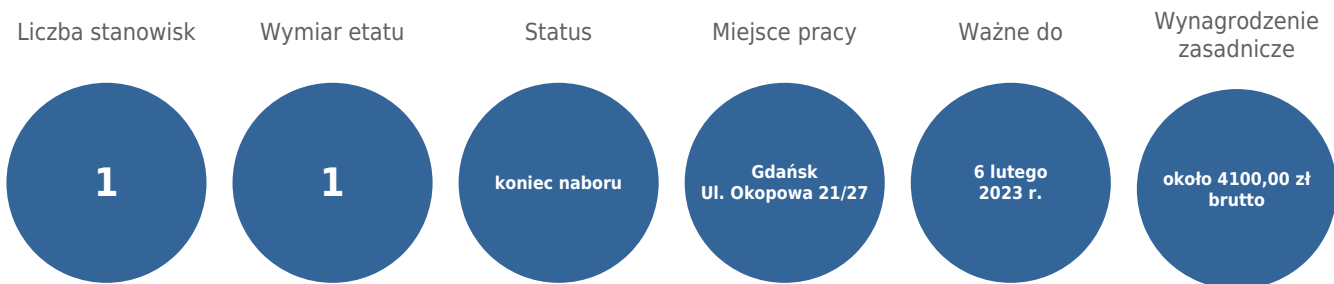 Liczba stanowisk
1
Wymiar etatu
1
Status
koniec naboru
Miejsce pracy
Gdańsk
Ul. Okopowa 21/27
Ważne do
6 lutego
2023 r.
Wynagrodzenie
zasadnicze
około 4100,00 zł
brutto